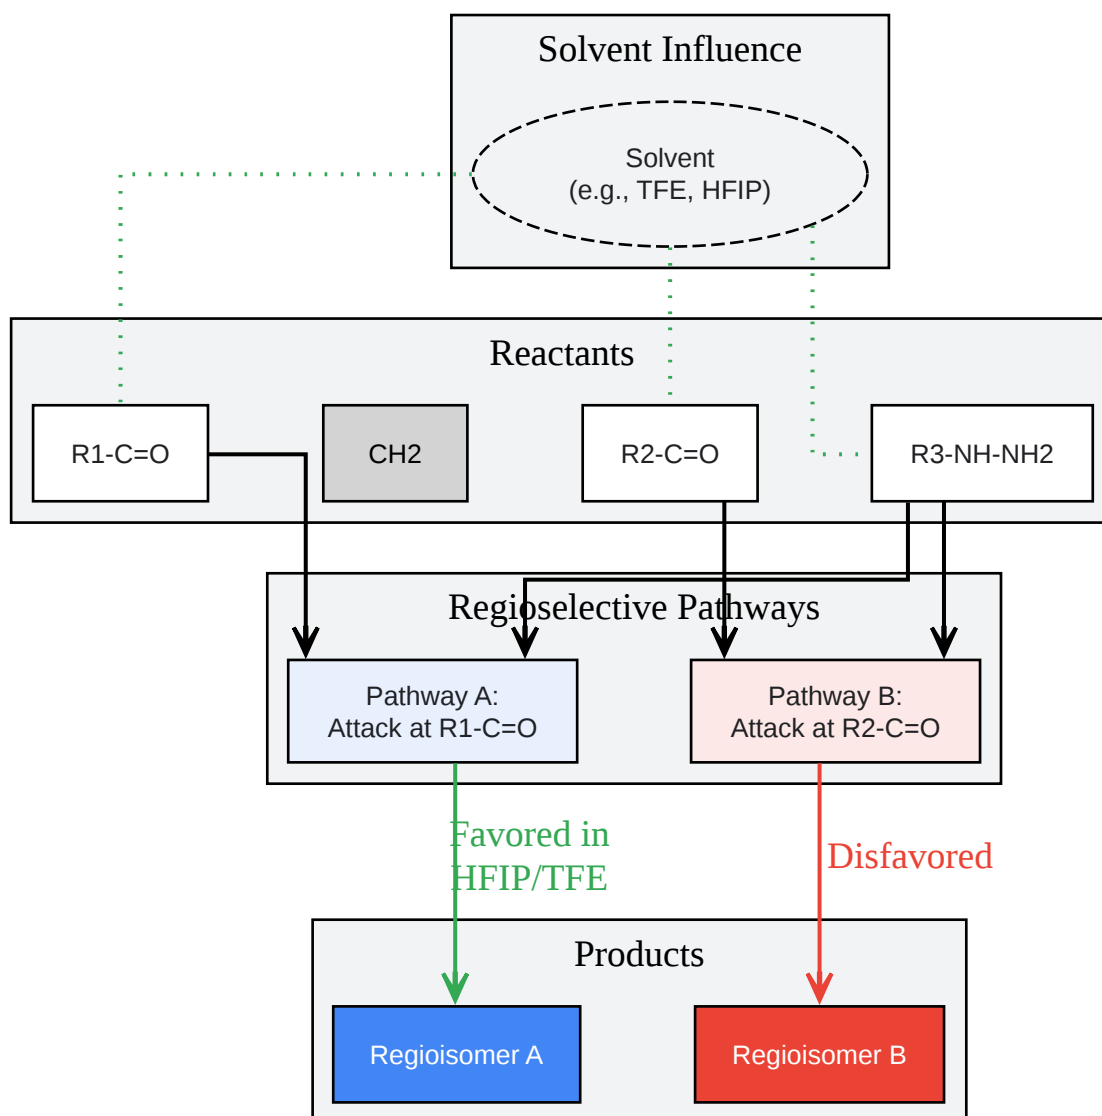 Solvent Influence
Solvent
(e.g., TFE, HFIP)
Reactants
R1-C=O
CH2
R2-C=O
R3-NH-NH2
Regioselective Pathways
Pathway A:
Attack at R1-C=O
Pathway B:
Attack at R2-C=O
Favored in
HFIP/TFE
Disfavored
Products
Regioisomer A
Regioisomer B